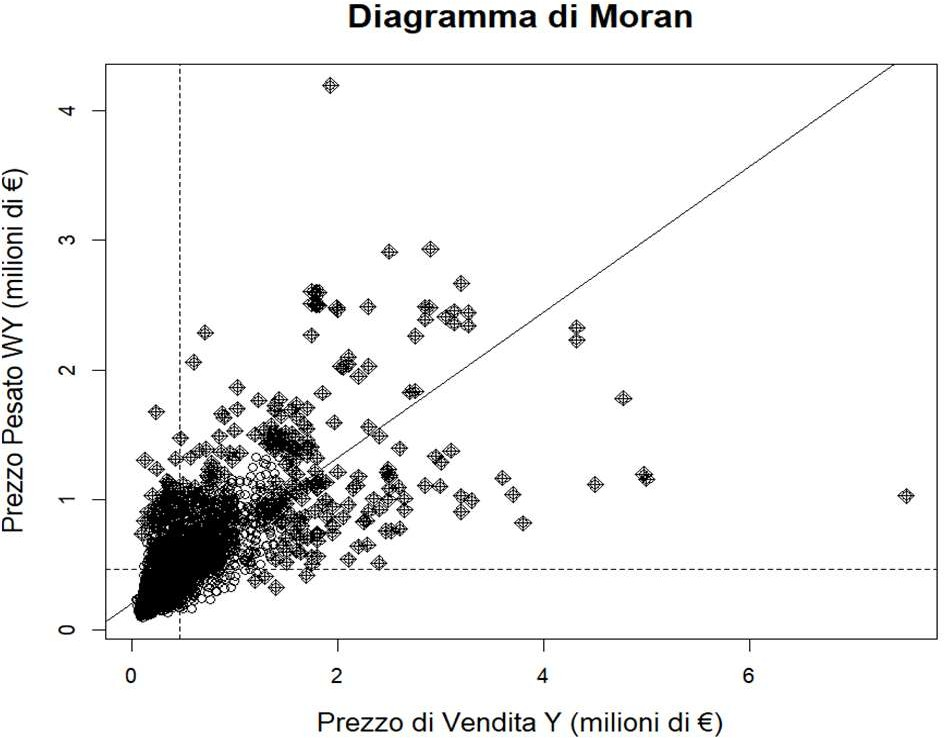 Diagramma di Moran
Prezzo Pesato WY (milioni di €)
4
3
2
1
0
0 2 4 6
Prezzo di Vendita Y (milioni di €)